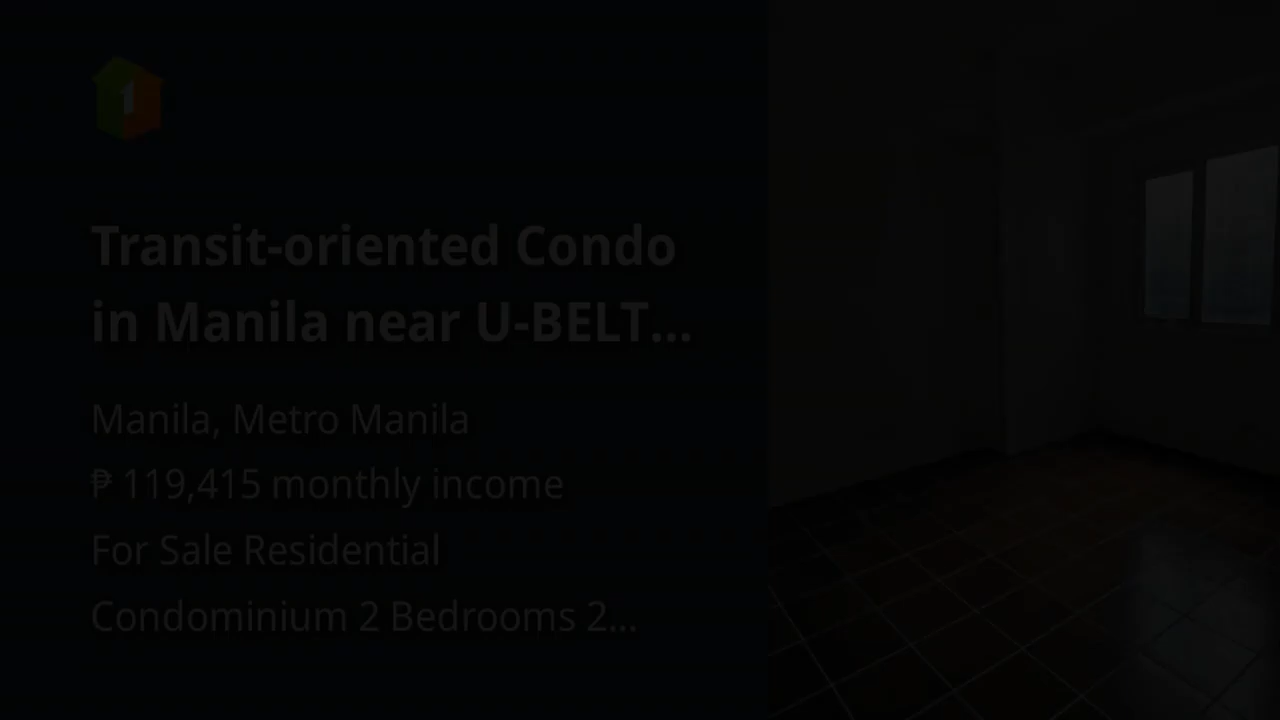 1
Transit-oriented Condo
in Manila near U-BELT...
Manila, Metro Manila
₱ 119,415 monthly income
For Sale Residential
Condominium 2 Bedrooms 2...